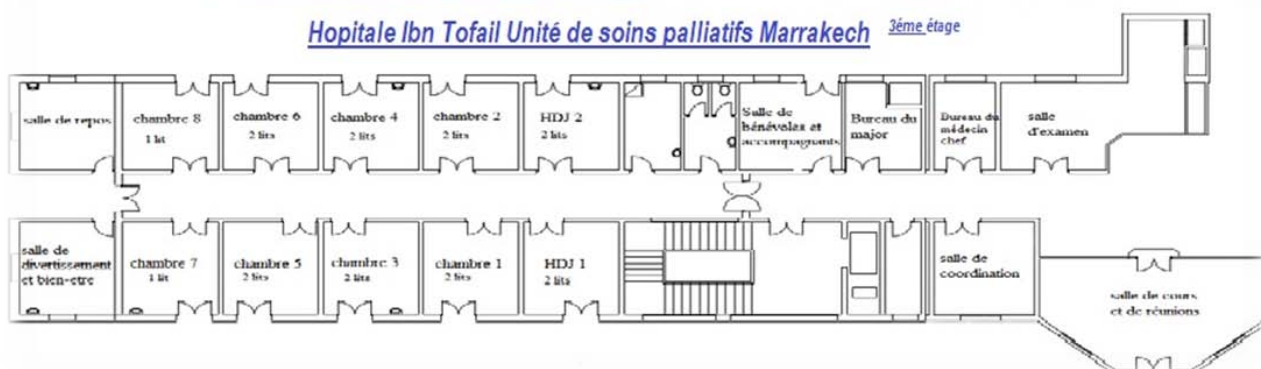 Hopitale Ibn Tofail Unité de soins palliatifs Marrakech 3éme étage
salle de repos
chambre 8
1 lit
chambre 6
2 lits
chambre 4
2 lits
chambre 2
2 lits
HDJ 2
2 lits
Salle de
bénévoles et
accompagnants
Bureau du
major
Bureau du
médecin
chef
salle
d'examen
salle de
divertissement
et bien-etre
chambre 7
1 lit
chambre 5
2 lits
chambre 3
2 lits
chambre 1
2 lits
HDJ 1
2 lits
salle de
coordination
salle de cours
et de réunions